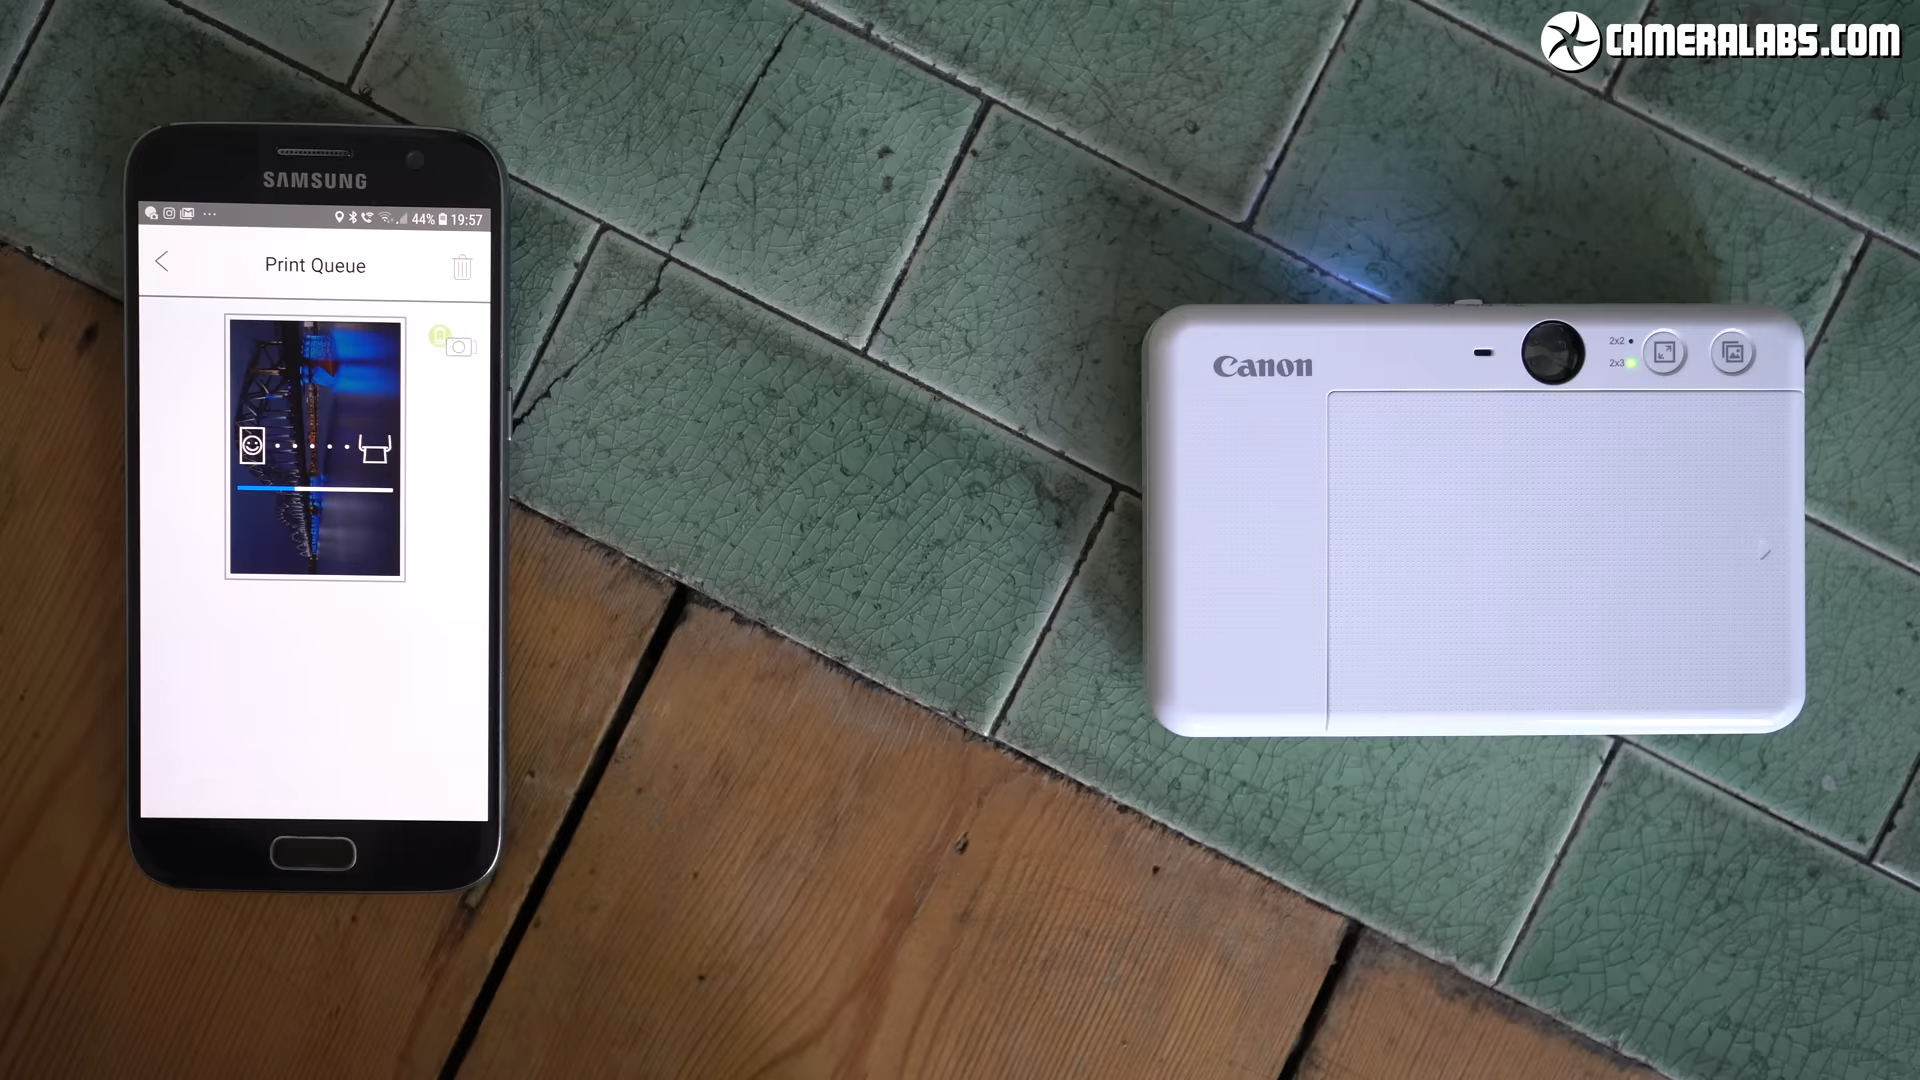 CAMERALABS.COM
SAMSUNG
44% 19:57
Print Queue
Canon
2x2
2x3